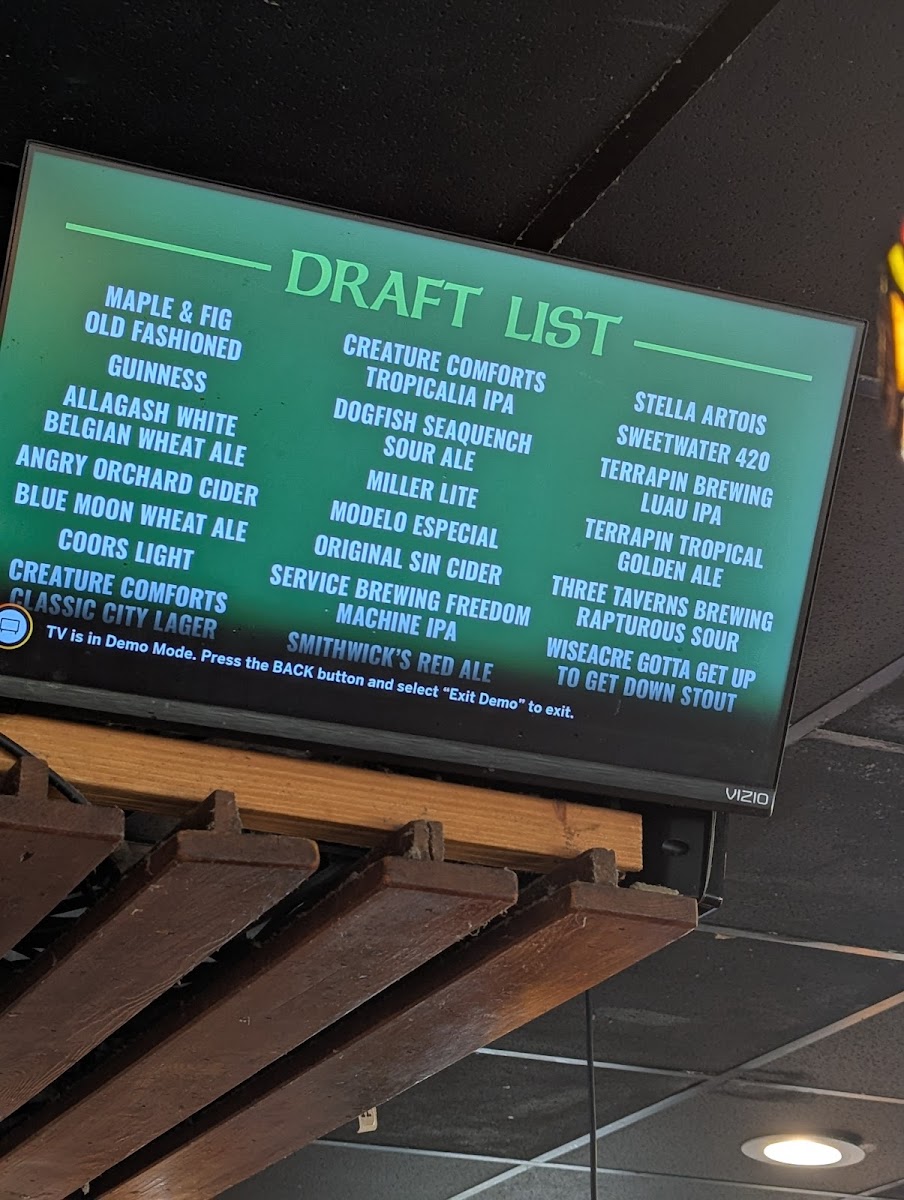 DRAFT LIST
MAPLE & FIG
OLD FASHIONED
GUINNESS
ALLAGASH WHITE
BELGIAN WHEAT ALE
ANGRY ORCHARD CIDER
BLUE MOON WHEAT ALE
COORS LIGHT
CREATURE COMFORTS
CLASSIC CITY LAGER
CREATURE COMFORTS
TROPICALIA IPA
DOGFISH SEAQUENCH
SOUR ALE
MILLER LITE
MODELO ESPECIAL
ORIGINAL SIN CIDER
SERVICE BREWING FREEDOM
MACHINE IPA
SMITHWICK'S RED ALE
STELLA ARTOIS
SWEETWATER 420
TERRAPIN BREWING
LUAU IPA
TERRAPIN TROPICAL
GOLDEN ALE
THREE TAVERNS BREWING
RAPTUROUS SOUR
WISEACRE GOTTA GET UP
TO GET DOWN STOUT
TV is in Demo Mode. Press the BACK button and select “Exit Demo” to exit.
VIZIO